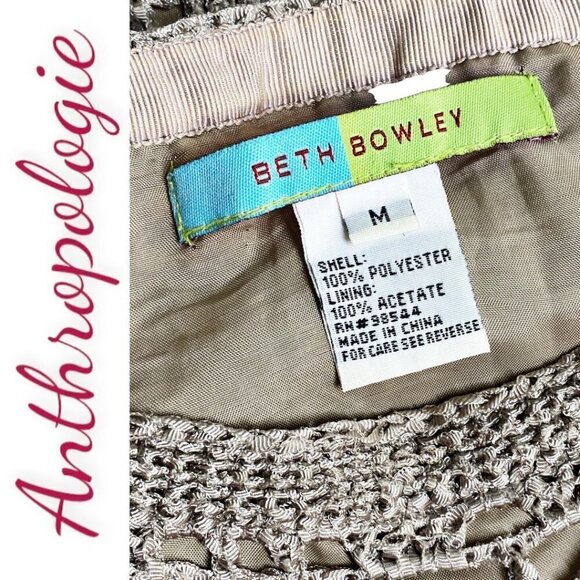 Anthropologie
BETH BOWLEY
M
SHELL:
100% POLYESTER
LINING:
100% ACETATE
RN#98544
MADE IN CHINA
FOR CARE SEE REVERSE